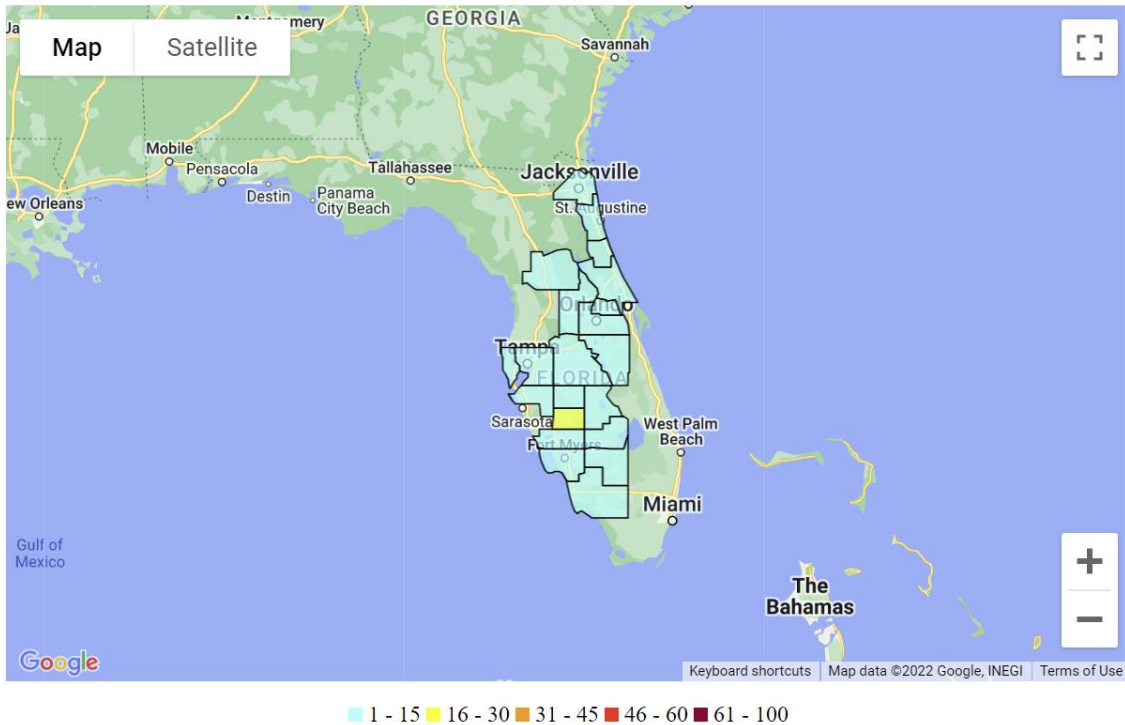 Montgomery
GEORGIA
Map
Satellite
Savannah
Mobile
Pensacola
Tallahassee
Jacksonville
Destin
Panama
City Beach
St. Augustine
ew Orleans
Orlando
Tampa
FLORIDA
Sarasota
West Palm
Beach
Fort Myers
Miami
Gulf of
Mexico
The
Bahamas
Google
Keyboard shortcuts
Map data ©2022 Google, INEGI
Terms of Use
1 - 15 16 - 30 31 - 45 46 - 60 61 - 100